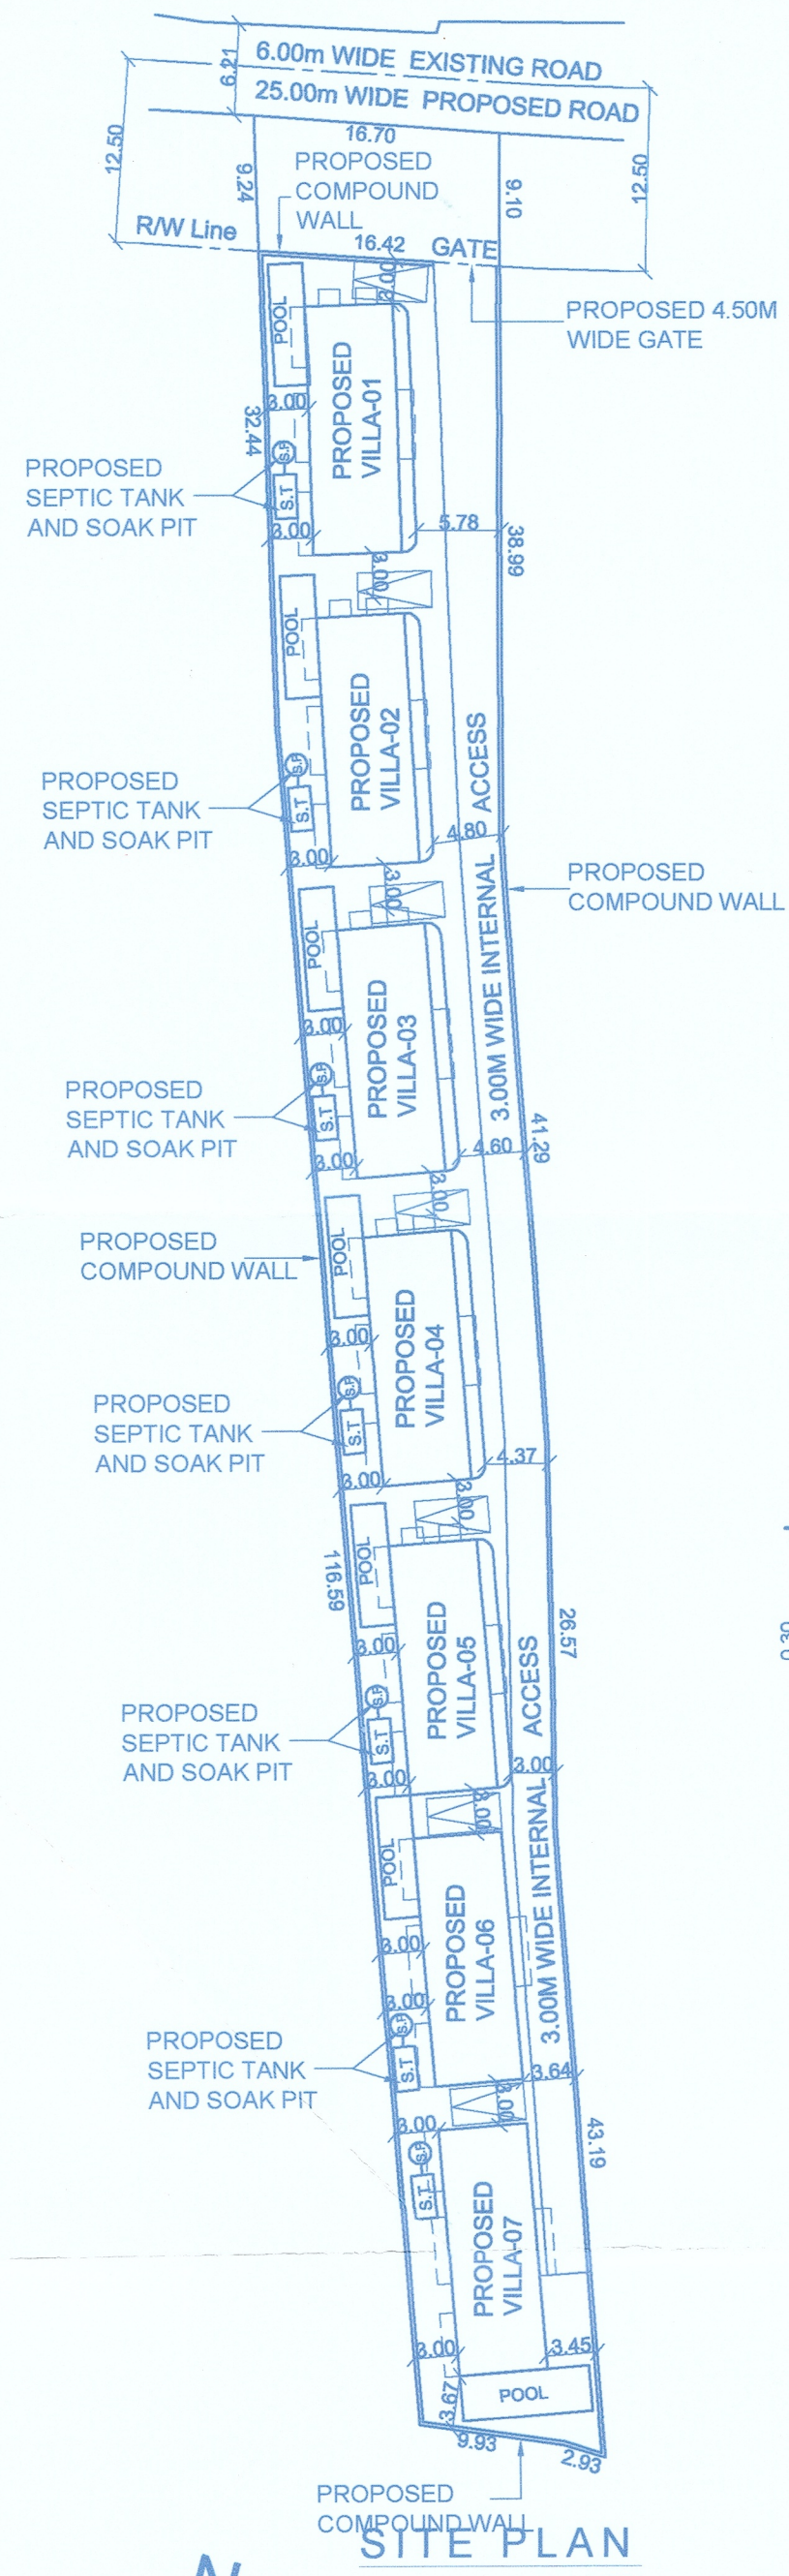 6.21
6.00m WIDE EXISTING ROAD
25.00m WIDE PROPOSED ROAD
12.50
12.50
16.70
9.24
9.10
PROPOSED
COMPOUND
WALL
R/W Line
16.42
GATE
PROPOSED 4.50M
WIDE GATE
3.00
POOL
PROPOSED
VILLA-01
3.00
32.44
S.P
S.T
PROPOSED
SEPTIC TANK
AND SOAK PIT
3.00
5.78
38.99
3.00
POOL
PROPOSED
VILLA-02
S.P
S.T
PROPOSED
SEPTIC TANK
AND SOAK PIT
3.00
4.80
3.00M WIDE INTERNAL ACCESS
PROPOSED
COMPOUND WALL
3.00
POOL
PROPOSED
VILLA-03
3.00
S.P
S.T
PROPOSED
SEPTIC TANK
AND SOAK PIT
3.00
4.60
41.29
3.00
PROPOSED
COMPOUND WALL
POOL
PROPOSED
VILLA-04
3.00
S.P
S.T
PROPOSED
SEPTIC TANK
AND SOAK PIT
3.00
4.37
3.00
POOL
116.59
PROPOSED
VILLA-05
3.00
26.57
S.P
S.T
PROPOSED
SEPTIC TANK
AND SOAK PIT
3.00
3.00
3.00M WIDE INTERNAL ACCESS
3.00
POOL
PROPOSED
VILLA-06
3.00
3.00
S.P
S.T
PROPOSED
SEPTIC TANK
AND SOAK PIT
3.64
3.00
43.19
3.00
S.P
S.T
PROPOSED
VILLA-07
3.00
3.45
POOL
3.67
9.93
2.93
PROPOSED
COMPOUND WALL
SITE PLAN
N